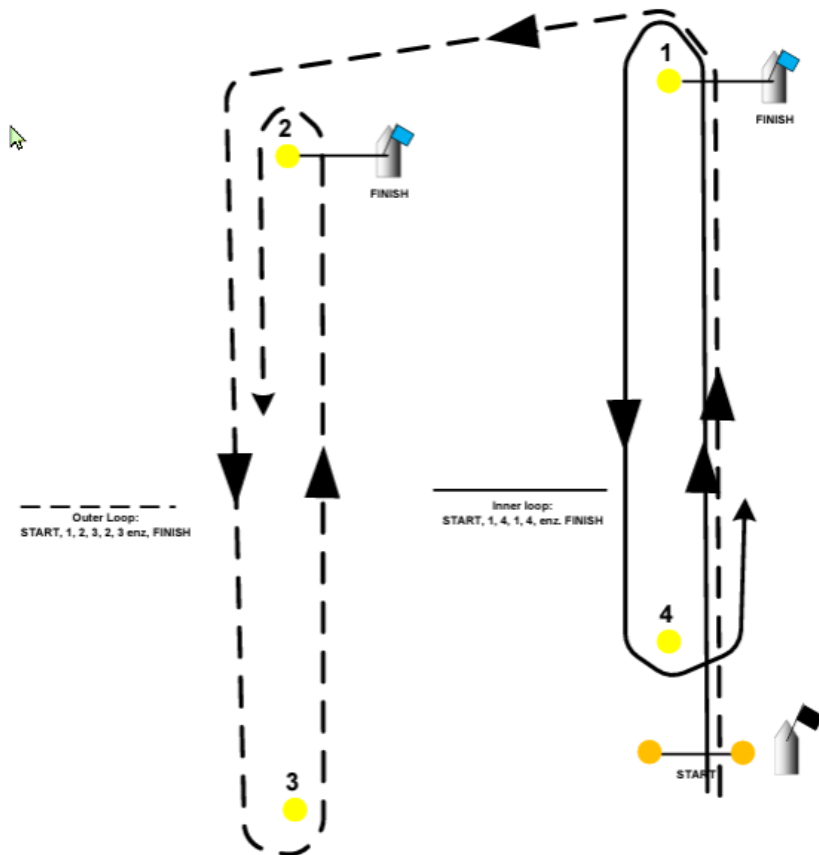 1
FINISH
2
FINISH
Outer Loop:
START, 1, 2, 3, 2, 3 enz, FINISH
Inner loop:
START, 1, 4, 1, 4, enz. FINISH
4
START
3